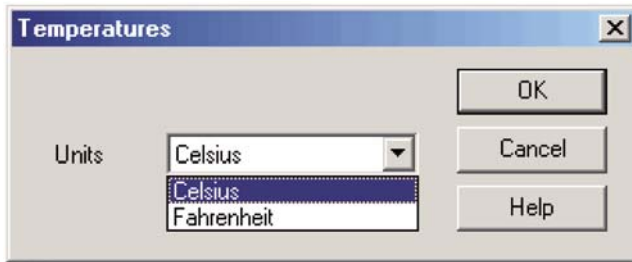 Temperatures
OK
Units Celsius Cancel
Celsius
Fahrenheit Help